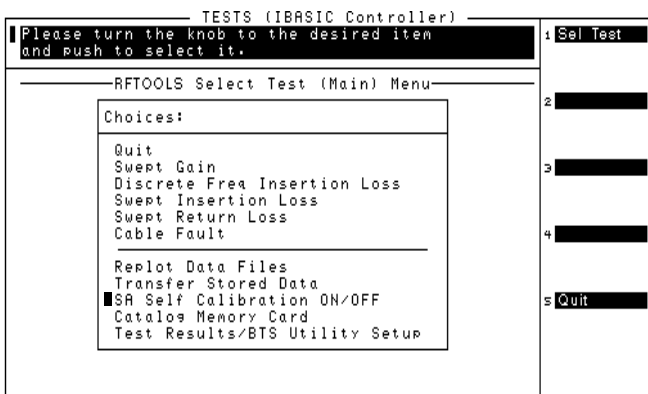 TESTS (IBASIC Controller)
Please turn the knob to the desired item
and push to select it.
RFTOOLS Select Test (Main) Menu
Choices:
Quit
Swept Gain
Discrete Freq Insertion Loss
Swept Insertion Loss
Swept Return Loss
Cable Fault
Replot Data Files
Transfer Stored Data
SA Self Calibration ON/OFF
Catalog Memory Card
Test Results/BTS Utility Setup
1 Sel Test
2
3
4
5 Quit